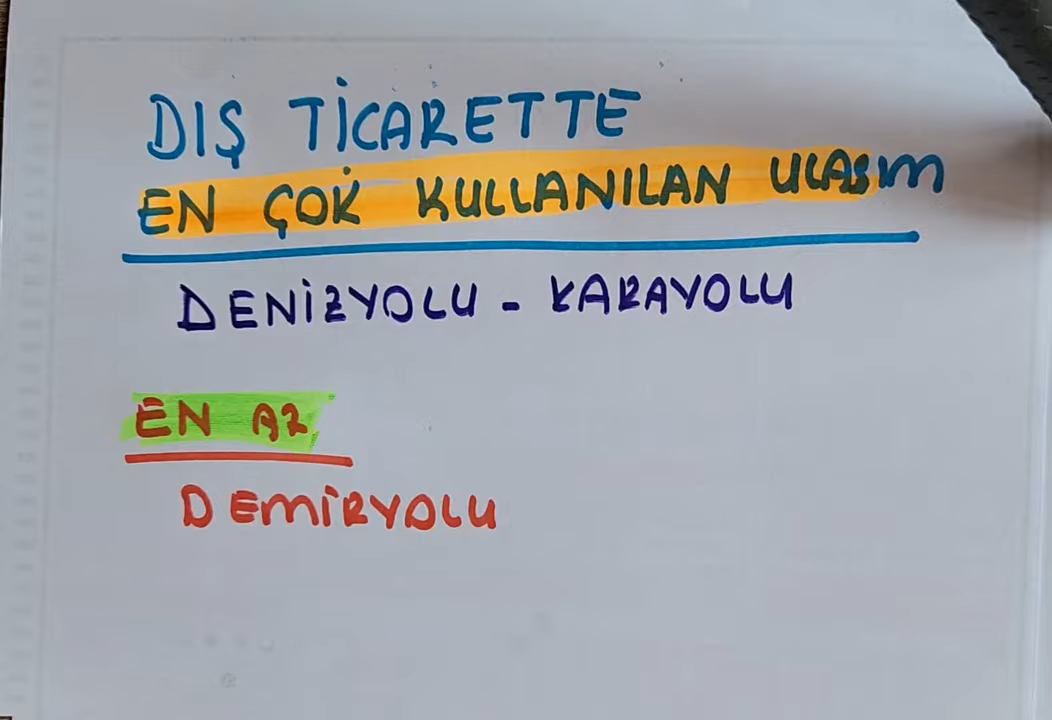 DIŞ TİCARETTE
EN ÇOK KULLANILAN ULAŞIM
DENİZYOLU - KARAYOLU
EN AZ
DEMİRYOLU